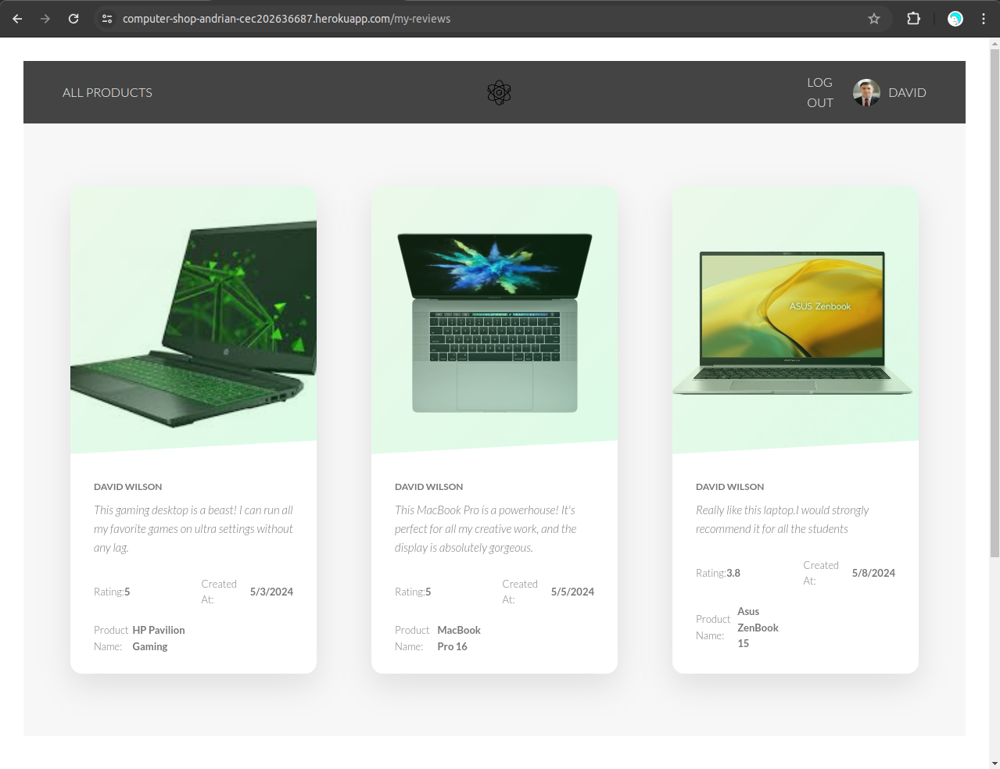 computer-shop-andrian-cec202636687.herokuapp.com/my-reviews
ALL PRODUCTS
LOG
OUT
DAVID
DAVID WILSON
This gaming desktop is a beast! I can run all
my favorite games on ultra settings without
any lag.
Rating:5
Created
At:
5/3/2024
Product
Name:
HP Pavilion
Gaming
DAVID WILSON
This MacBook Pro is a powerhouse! It's
perfect for all my creative work, and the
display is absolutely gorgeous.
Rating:5
Created
At:
5/5/2024
Product
Name:
MacBook
Pro 16
ASUS Zenbook
DAVID WILSON
Really like this laptop.I would strongly
recommend it for all the students
Rating:3.8
Created
At:
5/8/2024
Product
Name:
Asus
ZenBook
15